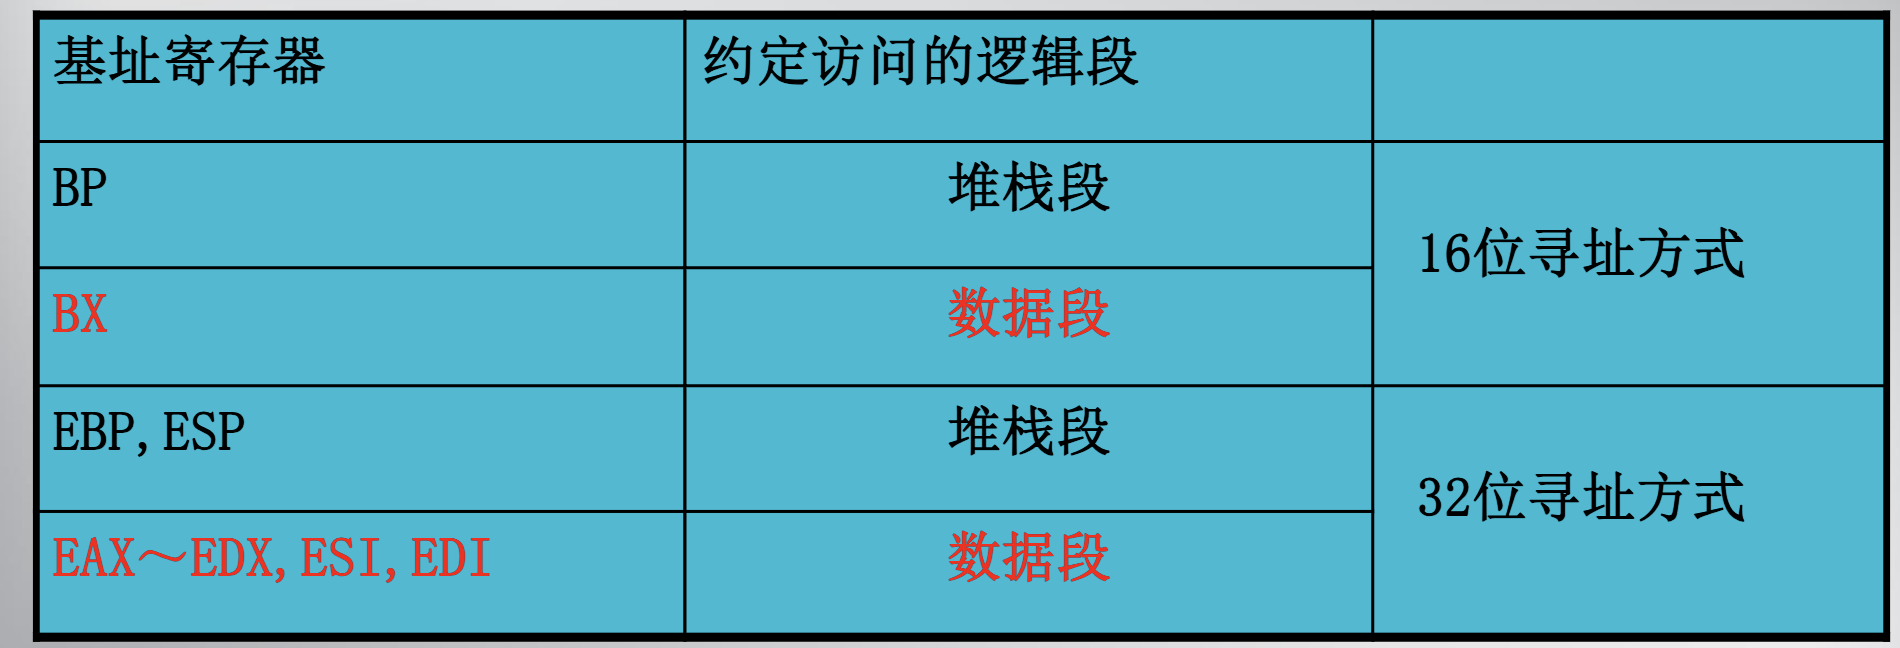 基址寄存器 约定访问的逻辑段
BP 堆栈段
16位寻址方式
BX 数据段
EBP,ESP 堆栈段
32位寻址方式
EAX～EDX,ESI,EDI 数据段